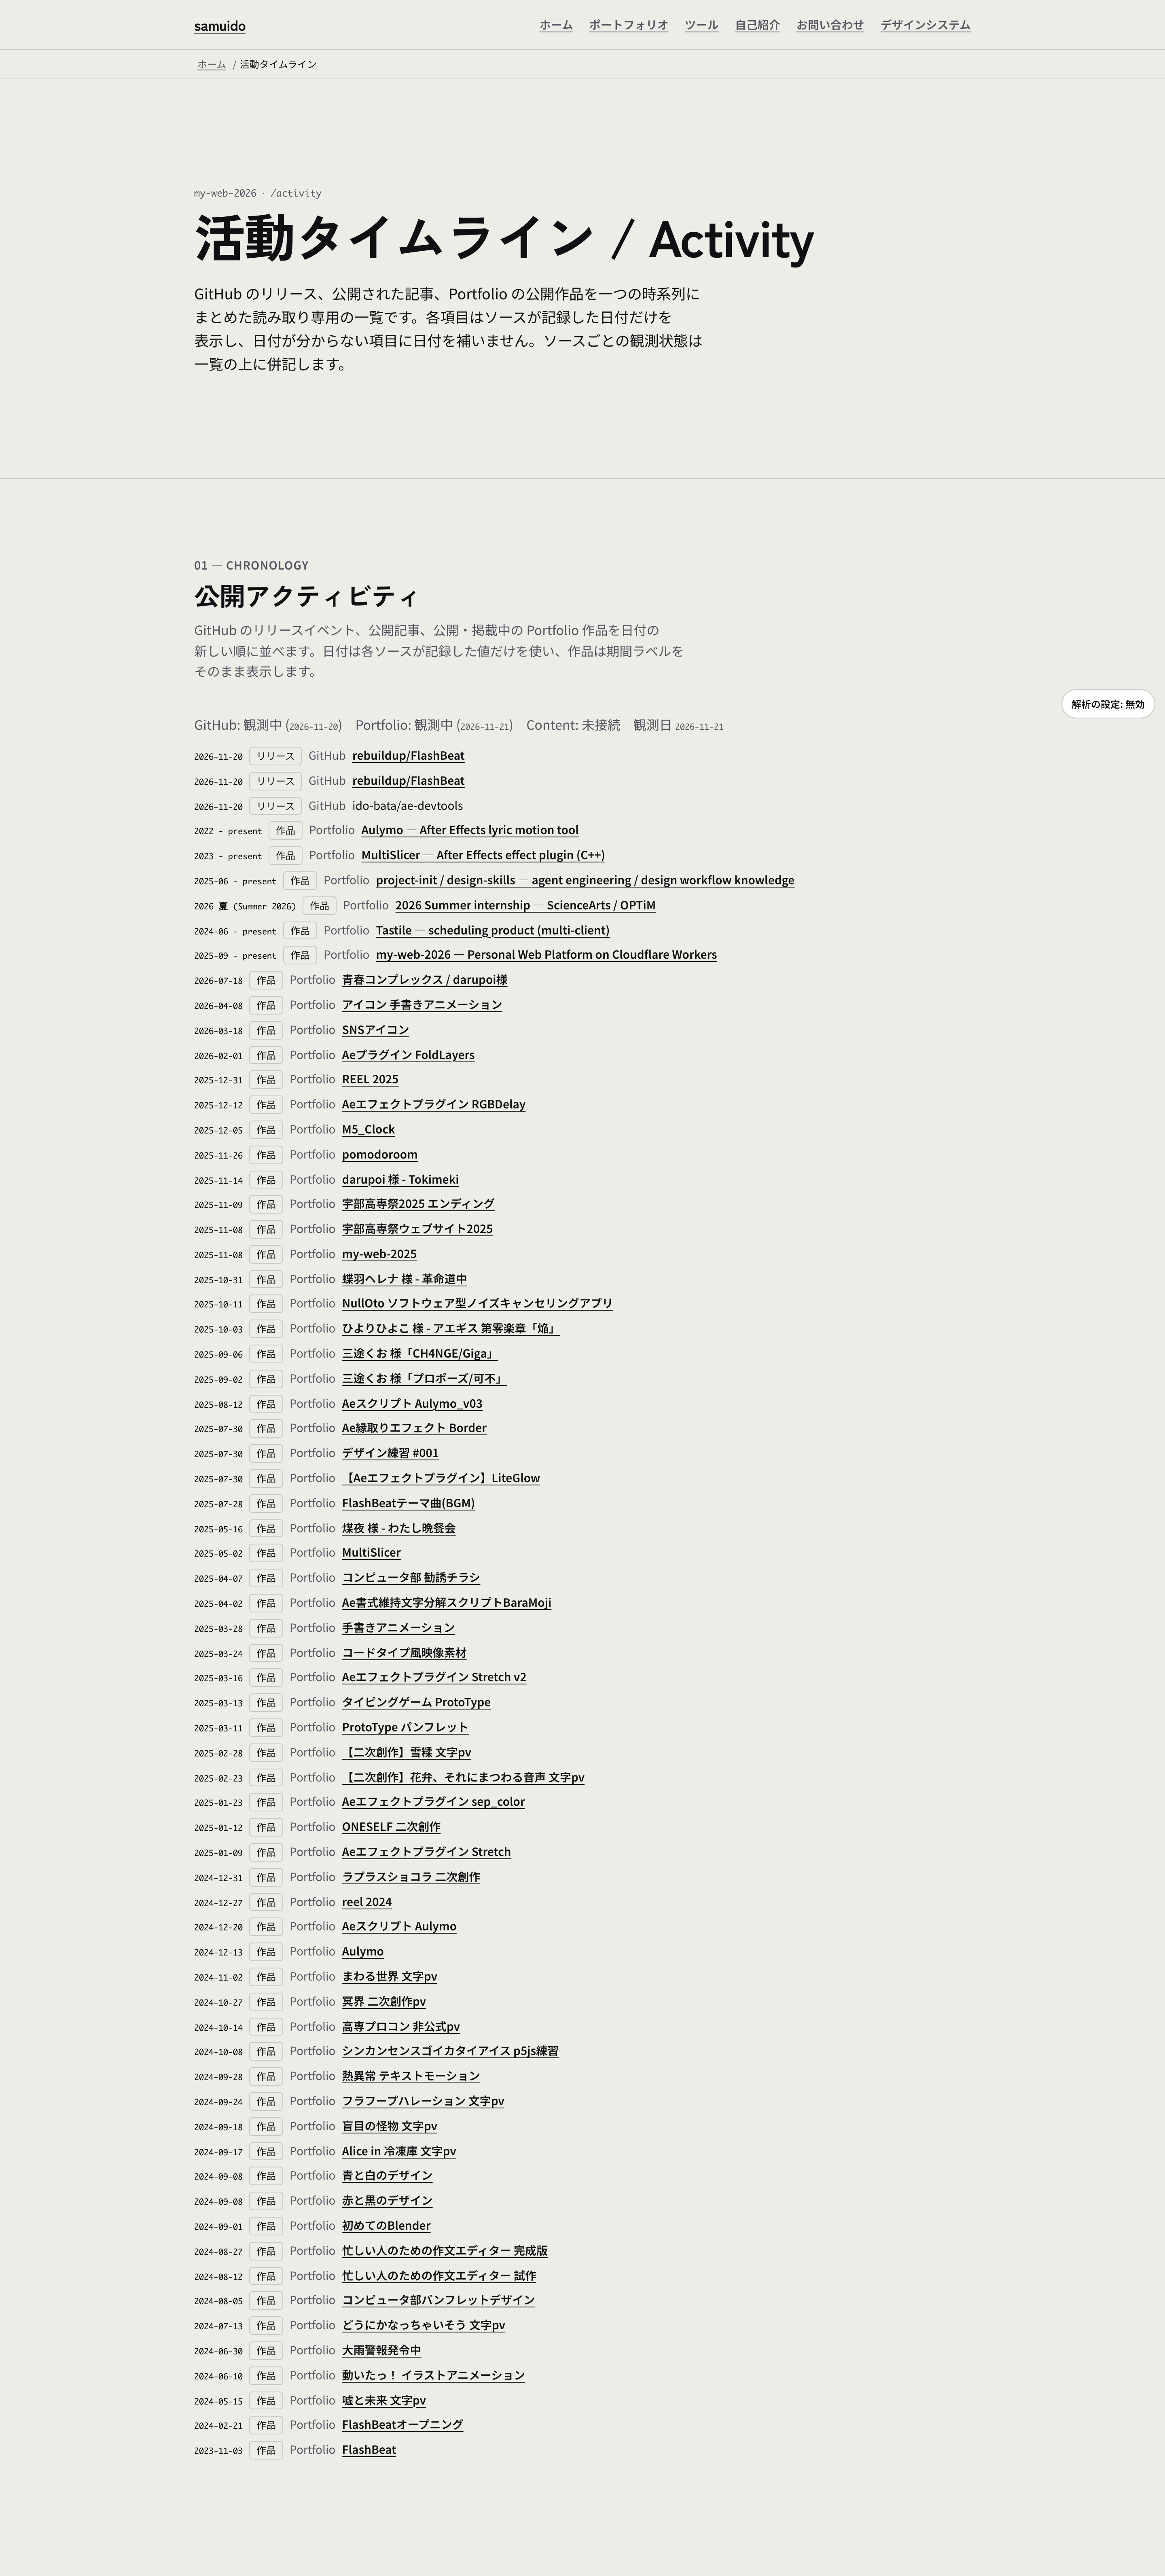 samuido
ホーム ポートフォリオ ツール 自己紹介 お問い合わせ デザインシステム
ホーム / 活動タイムライン
my-web-2026 · /activity
活動タイムライン / Activity
GitHub のリリース、公開された記事、Portfolio の公開作品を一つの時系列に
まとめた読み取り専用の一覧です。各項目はソースが記録した日付だけを
表示し、日付が分からない項目に日付を補いません。ソースごとの観測状態は
一覧の上に併記します。
01 — CHRONOLOGY
公開アクティビティ
GitHub のリリースイベント、公開記事、公開・掲載中の Portfolio 作品を日付の
新しい順に並べます。日付は各ソースが記録した値だけを使い、作品は期間ラベルを
そのまま表示します。
解析の設定: 無効
GitHub: 観測中 (2026-11-20) Portfolio: 観測中 (2026-11-21) Content: 未接続 観測日 2026-11-21
2026-11-20 リリース GitHub rebuildup/FlashBeat
2026-11-20 リリース GitHub rebuildup/FlashBeat
2026-11-20 リリース GitHub ido-bata/ae-devtools
2022 - present 作品 Portfolio Aulymo — After Effects lyric motion tool
2023 - present 作品 Portfolio MultiSlicer — After Effects effect plugin (C++)
2025-06 - present 作品 Portfolio project-init / design-skills — agent engineering / design workflow knowledge
2026 夏 (Summer 2026) 作品 Portfolio 2026 Summer internship — ScienceArts / OPTiM
2024-06 - present 作品 Portfolio Tastile — scheduling product (multi-client)
2025-09 - present 作品 Portfolio my-web-2026 — Personal Web Platform on Cloudflare Workers
2026-07-18 作品 Portfolio 青春コンプレックス / darupoi様
2026-04-08 作品 Portfolio アイコン 手書きアニメーション
2026-03-18 作品 Portfolio SNSアイコン
2026-02-01 作品 Portfolio Aeプラグイン FoldLayers
2025-12-31 作品 Portfolio REEL 2025
2025-12-12 作品 Portfolio Aeエフェクトプラグイン RGBDelay
2025-12-05 作品 Portfolio M5_Clock
2025-11-26 作品 Portfolio pomodoroom
2025-11-14 作品 Portfolio darupoi 様 - Tokimeki
2025-11-09 作品 Portfolio 宇部高専祭2025 エンディング
2025-11-08 作品 Portfolio 宇部高専祭ウェブサイト2025
2025-11-08 作品 Portfolio my-web-2025
2025-10-31 作品 Portfolio 蝶羽ヘレナ 様 - 革命道中
2025-10-11 作品 Portfolio NullOto ソフトウェア型ノイズキャンセリングアプリ
2025-10-03 作品 Portfolio ひよりひよこ 様 - アエギス 第零楽章「焔」
2025-09-06 作品 Portfolio 三途くお 様「CH4NGE/Giga」
2025-09-02 作品 Portfolio 三途くお 様「プロポーズ/可不」
2025-08-12 作品 Portfolio Aeスクリプト Aulymo_v03
2025-07-30 作品 Portfolio Ae縁取りエフェクト Border
2025-07-30 作品 Portfolio デザイン練習 #001
2025-07-30 作品 Portfolio 【Aeエフェクトプラグイン】LiteGlow
2025-07-28 作品 Portfolio FlashBeatテーマ曲(BGM)
2025-05-16 作品 Portfolio 煤夜 様 - わたし晩餐会
2025-05-02 作品 Portfolio MultiSlicer
2025-04-07 作品 Portfolio コンピュータ部 勧誘チラシ
2025-04-02 作品 Portfolio Ae書式維持文字分解スクリプトBaraMoji
2025-03-28 作品 Portfolio 手書きアニメーション
2025-03-24 作品 Portfolio コードタイプ風映像素材
2025-03-16 作品 Portfolio Aeエフェクトプラグイン Stretch v2
2025-03-13 作品 Portfolio タイピングゲーム ProtoType
2025-03-11 作品 Portfolio ProtoType パンフレット
2025-02-28 作品 Portfolio 【二次創作】雪鞣 文字pv
2025-02-23 作品 Portfolio 【二次創作】花弁、それにまつわる音声 文字pv
2025-01-23 作品 Portfolio Aeエフェクトプラグイン sep_color
2025-01-12 作品 Portfolio ONESELF 二次創作
2025-01-09 作品 Portfolio Aeエフェクトプラグイン Stretch
2024-12-31 作品 Portfolio ラプラスショコラ 二次創作
2024-12-27 作品 Portfolio reel 2024
2024-12-20 作品 Portfolio Aeスクリプト Aulymo
2024-12-13 作品 Portfolio Aulymo
2024-11-02 作品 Portfolio まわる世界 文字pv
2024-10-27 作品 Portfolio 冥界 二次創作pv
2024-10-14 作品 Portfolio 高専プロコン 非公式pv
2024-10-08 作品 Portfolio シンカンセンスゴイカタイアイス p5js練習
2024-09-28 作品 Portfolio 熱異常 テキストモーション
2024-09-24 作品 Portfolio フラフープハレーション 文字pv
2024-09-18 作品 Portfolio 盲目の怪物 文字pv
2024-09-17 作品 Portfolio Alice in 冷凍庫 文字pv
2024-09-08 作品 Portfolio 青と白のデザイン
2024-09-08 作品 Portfolio 赤と黒のデザイン
2024-09-01 作品 Portfolio 初めてのBlender
2024-08-27 作品 Portfolio 忙しい人のための作文エディター 完成版
2024-08-12 作品 Portfolio 忙しい人のための作文エディター 試作
2024-08-05 作品 Portfolio コンピュータ部パンフレットデザイン
2024-07-13 作品 Portfolio どうにかなっちゃいそう 文字pv
2024-06-30 作品 Portfolio 大雨警報発令中
2024-06-10 作品 Portfolio 動いたっ！ イラストアニメーション
2024-05-15 作品 Portfolio 嘘と未来 文字pv
2024-02-21 作品 Portfolio FlashBeatオープニング
2023-11-03 作品 Portfolio FlashBeat